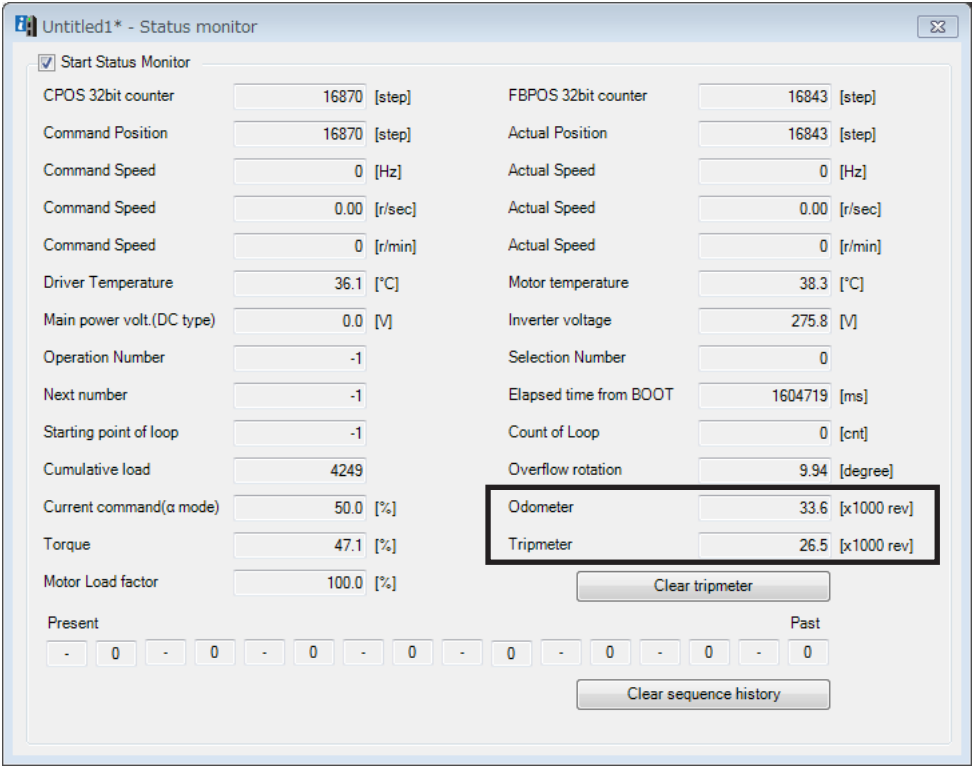 Untitled1* - Status monitor
Start Status Monitor
CPOS 32bit counter 16870 [step] FBPOS 32bit counter 16843 [step]
Command Position 16870 [step] Actual Position 16843 [step]
Command Speed 0 [Hz] Actual Speed 0 [Hz]
Command Speed 0.00 [r/sec] Actual Speed 0.00 [r/sec]
Command Speed 0 [r/min] Actual Speed 0 [r/min]
Driver Temperature 36.1 [°C] Motor temperature 38.3 [°C]
Main power volt.(DC type) 0.0 [V] Inverter voltage 275.8 [V]
Operation Number -1 Selection Number 0
Next number -1 Elapsed time from BOOT 1604719 [ms]
Starting point of loop -1 Count of Loop 0 [cnt]
Cumulative load 4249 Overflow rotation 9.94 [degree]
Current command(α mode) 50.0 [%] Odometer 33.6 [x1000 rev]
Torque 47.1 [%] Tripmeter 26.5 [x1000 rev]
Motor Load factor 100.0 [%] Clear tripmeter
Present Past
- 0 - 0 - 0 - 0 - 0 - 0 - 0 - 0
Clear sequence history